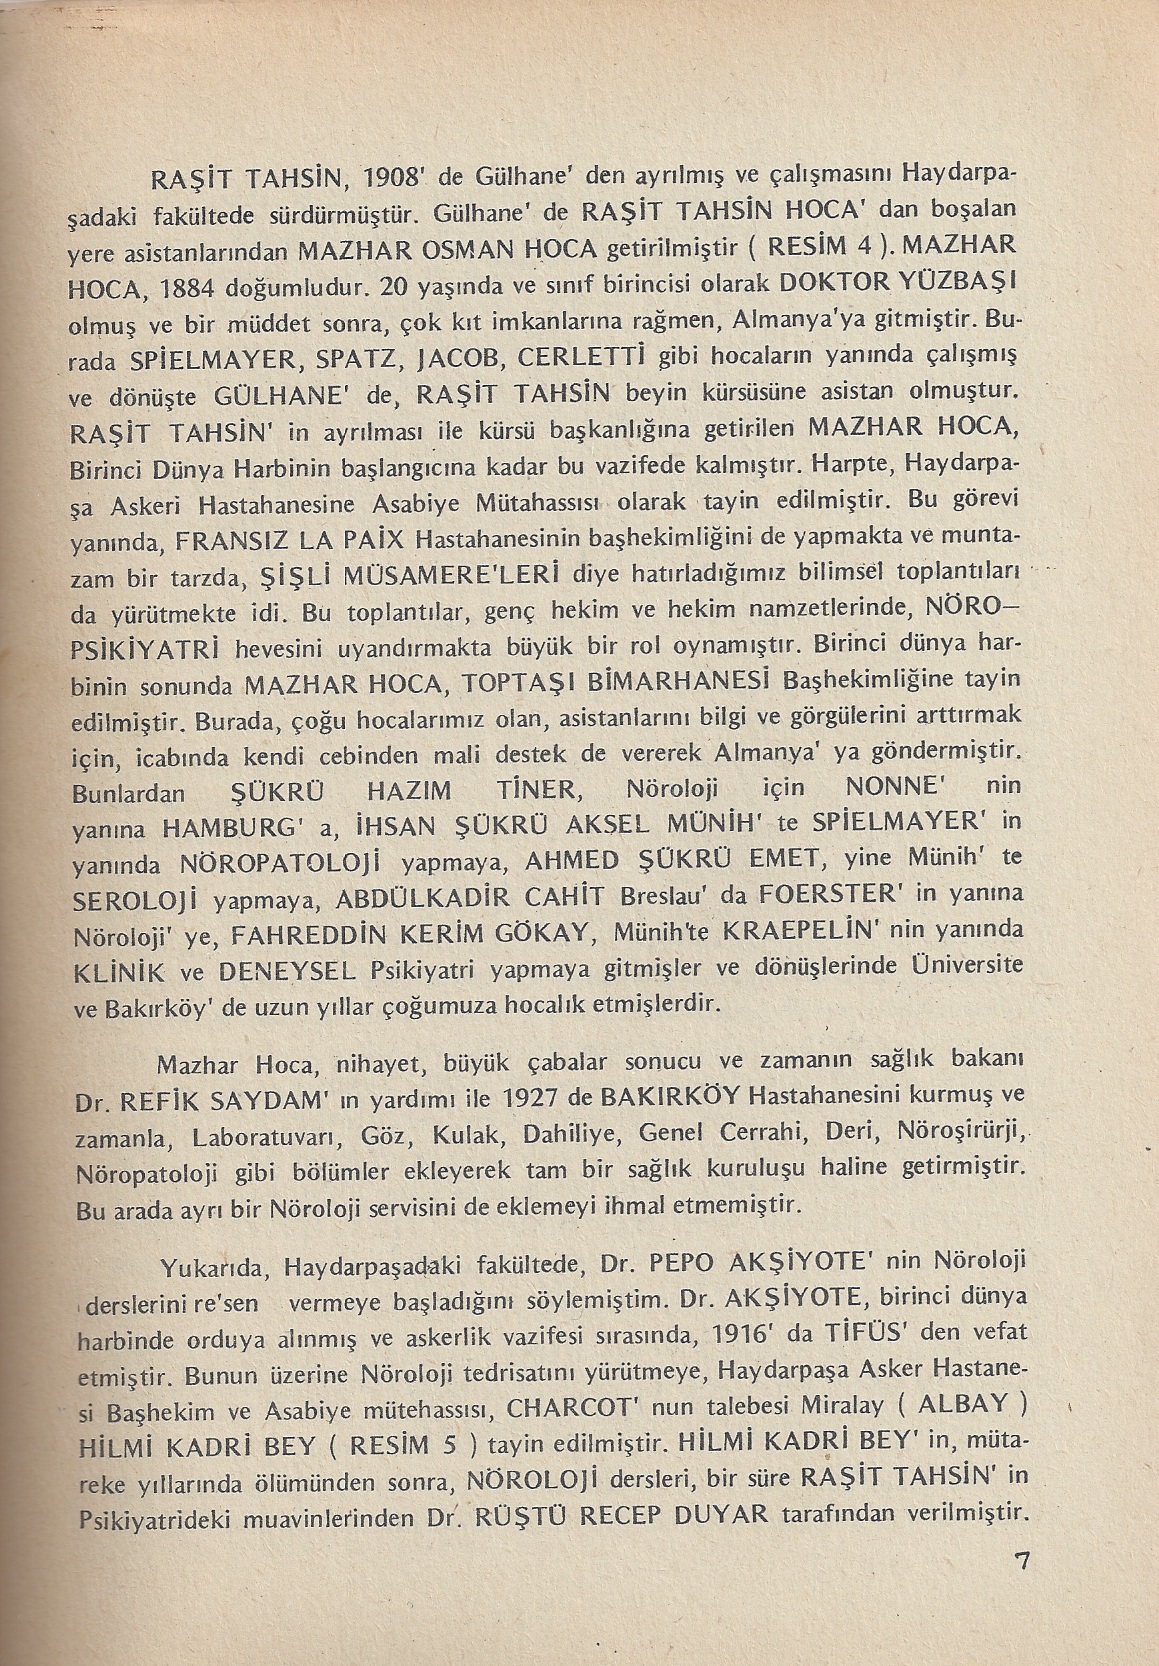 RAŞİT TAHSİN, 1908' de Gülhane' den ayrılmış ve çalışmasını Haydarpa-
şadaki fakültede sürdürmüştür. Gülhane' de RAŞİT TAHSİN HOCA' dan boşalan
yere asistanlarından MAZHAR OSMAN HOCA getirilmiştir ( RESİM 4 ). MAZHAR
HOCA, 1884 doğumludur. 20 yaşında ve sınıf birincisi olarak DOKTOR YÜZBAŞI
olmuş ve bir müddet sonra, çok kıt imkanlarına rağmen, Almanya'ya gitmiştir. Bu-
rada SPİELMAYER, SPATZ, JACOB, CERLETTİ gibi hocaların yanında çalışmış
ve dönüşte GÜLHANE' de, RAŞİT TAHSİN beyin kürsüsüne asistan olmuştur.
RAŞİT TAHSİN' in ayrılması ile kürsü başkanlığına getirilen MAZHAR HOCA,
Birinci Dünya Harbinin başlangıcına kadar bu vazifede kalmıştır. Harpte, Haydarpa-
şa Askeri Hastahanesine Asabiye Mütahassısı olarak tayin edilmiştir. Bu görevi
yanında, FRANSIZ LA PAİX Hastahanesinin başhekimliğini de yapmakta ve munta-
zam bir tarzda, ŞİŞLİ MÜSAMERE'LERİ diye hatırladığımız bilimsel toplantıları
da yürütmekte idi. Bu toplantılar, genç hekim ve hekim namzetlerinde, NÖRO—
PSİKİYATRİ hevesini uyandırmakta büyük bir rol oynamıştır. Birinci dünya har-
binin sonunda MAZHAR HOCA, TOPTAŞI BİMARHANESİ Başhekimliğine tayin
edilmiştir. Burada, çoğu hocalarımız olan, asistanlarını bilgi ve görgülerini arttırmak
için, icabında kendi cebinden mali destek de vererek Almanya' ya göndermiştir.
Bunlardan ŞÜKRÜ HAZIM TİNER, Nöroloji için NONNE' nin
yanına HAMBURG' a, İHSAN ŞÜKRÜ AKSEL MÜNİH' te SPİELMAYER' in
yanında NÖROPATOLOJİ yapmaya, AHMED ŞÜKRÜ EMET, yine Münih' te
SEROLOJİ yapmaya, ABDÜLKADİR CAHİT Breslau' da FOERSTER' in yanına
Nöroloji' ye, FAHREDDİN KERİM GÖKAY, Münih'te KRAEPELİN' nin yanında
KLİNİK ve DENEYSEL Psikiyatri yapmaya gitmişler ve dönüşlerinde Üniversite
ve Bakırköy' de uzun yıllar çoğumuza hocalık etmişlerdir.
Mazhar Hoca, nihayet, büyük çabalar sonucu ve zamanın sağlık bakanı
Dr. REFİK SAYDAM' ın yardımı ile 1927 de BAKIRKÖY Hastahanesini kurmuş ve
zamanla, Laboratuvarı, Göz, Kulak, Dahiliye, Genel Cerrahi, Deri, Nöroşirürji,
Nöropatoloji gibi bölümler ekleyerek tam bir sağlık kuruluşu haline getirmiştir.
Bu arada ayrı bir Nöroloji servisini de eklemeyi ihmal etmemiştir.
Yukarıda, Haydarpaşadaki fakültede, Dr. PEPO AKŞİYOTE' nin Nöroloji
derslerini re'sen vermeye başladığını söylemiştim. Dr. AKŞİYOTE, birinci dünya
harbinde orduya alınmış ve askerlik vazifesi sırasında, 1916' da TİFÜS' den vefat
etmiştir. Bunun üzerine Nöroloji tedrisatını yürütmeye, Haydarpaşa Asker Hastane-
si Başhekim ve Asabiye mütehassısı, CHARCOT' nun talebesi Miralay ( ALBAY )
HİLMİ KADRİ BEY ( RESİM 5 ) tayin edilmiştir. HİLMİ KADRİ BEY' in, müta-
reke yıllarında ölümünden sonra, NÖROLOJİ dersleri, bir süre RAŞİT TAHSİN' in
Psikiyatrideki muavinlerinden Dr. RÜŞTÜ RECEP DUYAR tarafından verilmiştir.
7